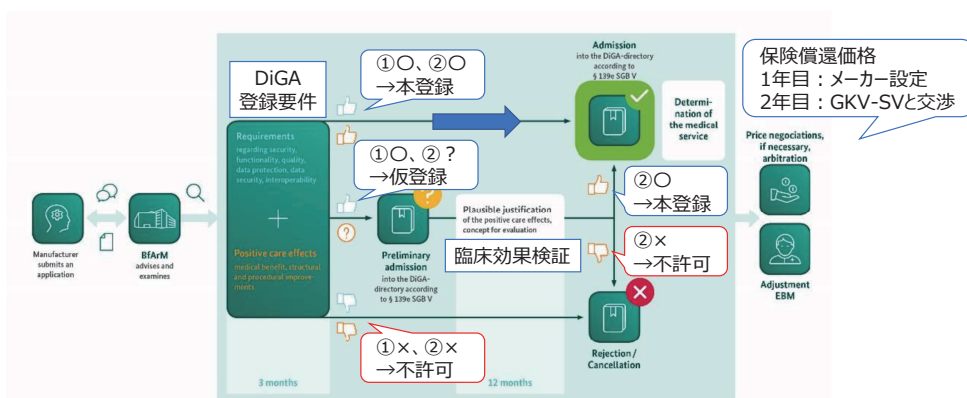 Manufacturer
submits an
application
BfArM
advises and
examines
DiGA
登録要件
Requirements
regarding security,
functionality, quality,
data protection, data
security, interoperability
Positive care effects
medical benefit, structural
and procedural improve-
ments
3 months
①〇、②〇
→本登録
①〇、②？
→仮登録
Preliminary
admission
into the DiGA-
directory according
to § 139e SGB V
①×、②×
→不許可
Plausible justification
of the positive care effects,
concept for evaluation
臨床効果検証
12 months
Admission
into the DiGA-directory
according to
§ 139e SGB V
Determi-
nation of
the medical
service
②〇
→本登録
②×
→不許可
Rejection /
Cancellation
保険償還価格
1年目：メーカー設定
2年目：GKV-SVと交渉
Price negotiations,
if necessary,
arbitration
Adjustment
EBM